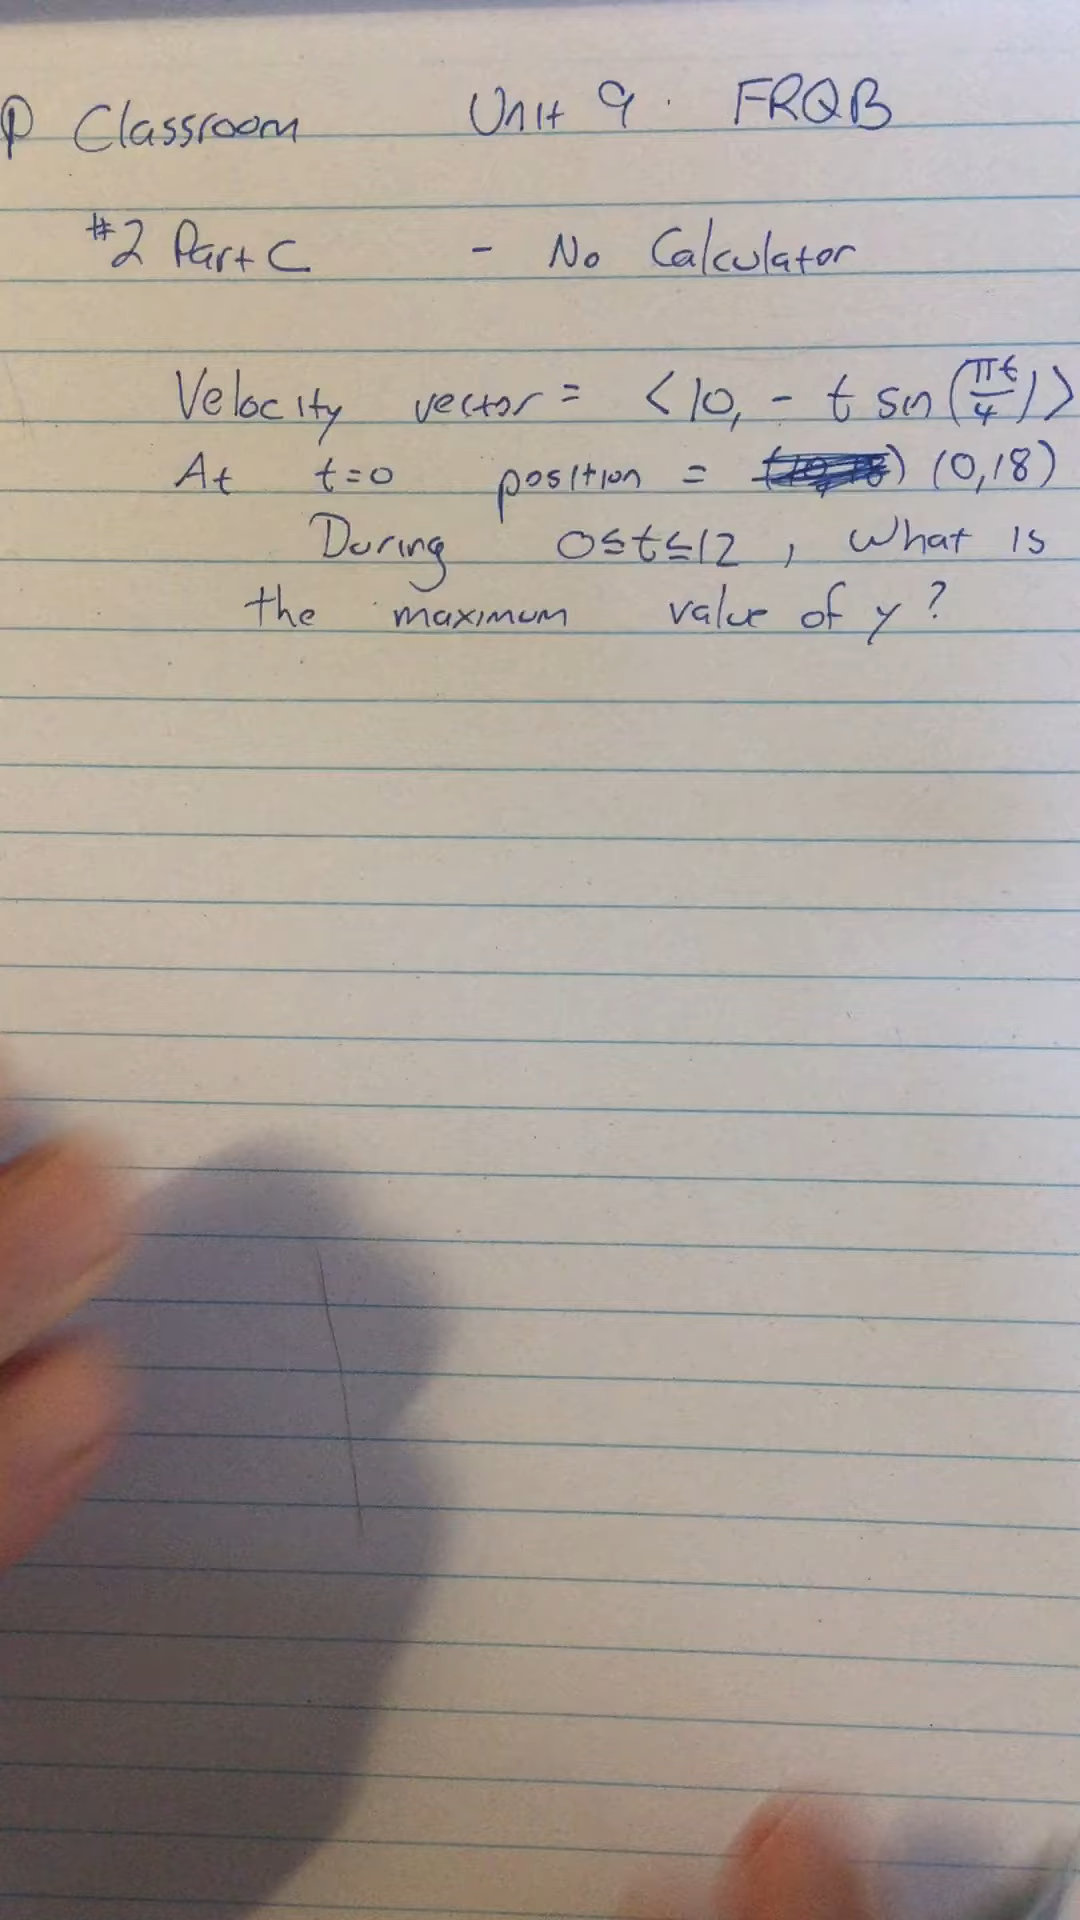 P Classroom Unit 9. FRQB
#2 Part C - No Calculator
Velocity vector = <10, - t sin(πt/4)>
At t=0 position = (0,18)
During 0≤t≤12, What is
the maximum value of y?